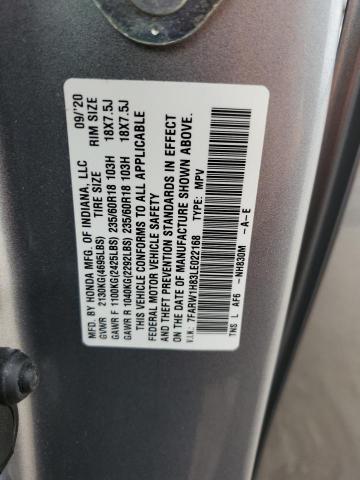 MFD. BY HONDA MFG. OF INDIANA, LLC 09/'20
TIRE SIZE RIM SIZE
GVWR 2130KG(4695LBS)
GAWR F 1100KG(2425LBS) 235/60R18 103H 18X7.5J
GAWR R 1040KG(2292LBS) 235/60R18 103H 18X7.5J
THIS VEHICLE CONFORMS TO ALL APPLICABLE
FEDERAL MOTOR VEHICLE SAFETY
AND THEFT PREVENTION STANDARDS IN EFFECT
ON THE DATE OF MANUFACTURE SHOWN ABOVE.
V.I.N.: 7FARW1H83LE022168 TYPE: MPV
TNS L AF6 -NH830M -A-E